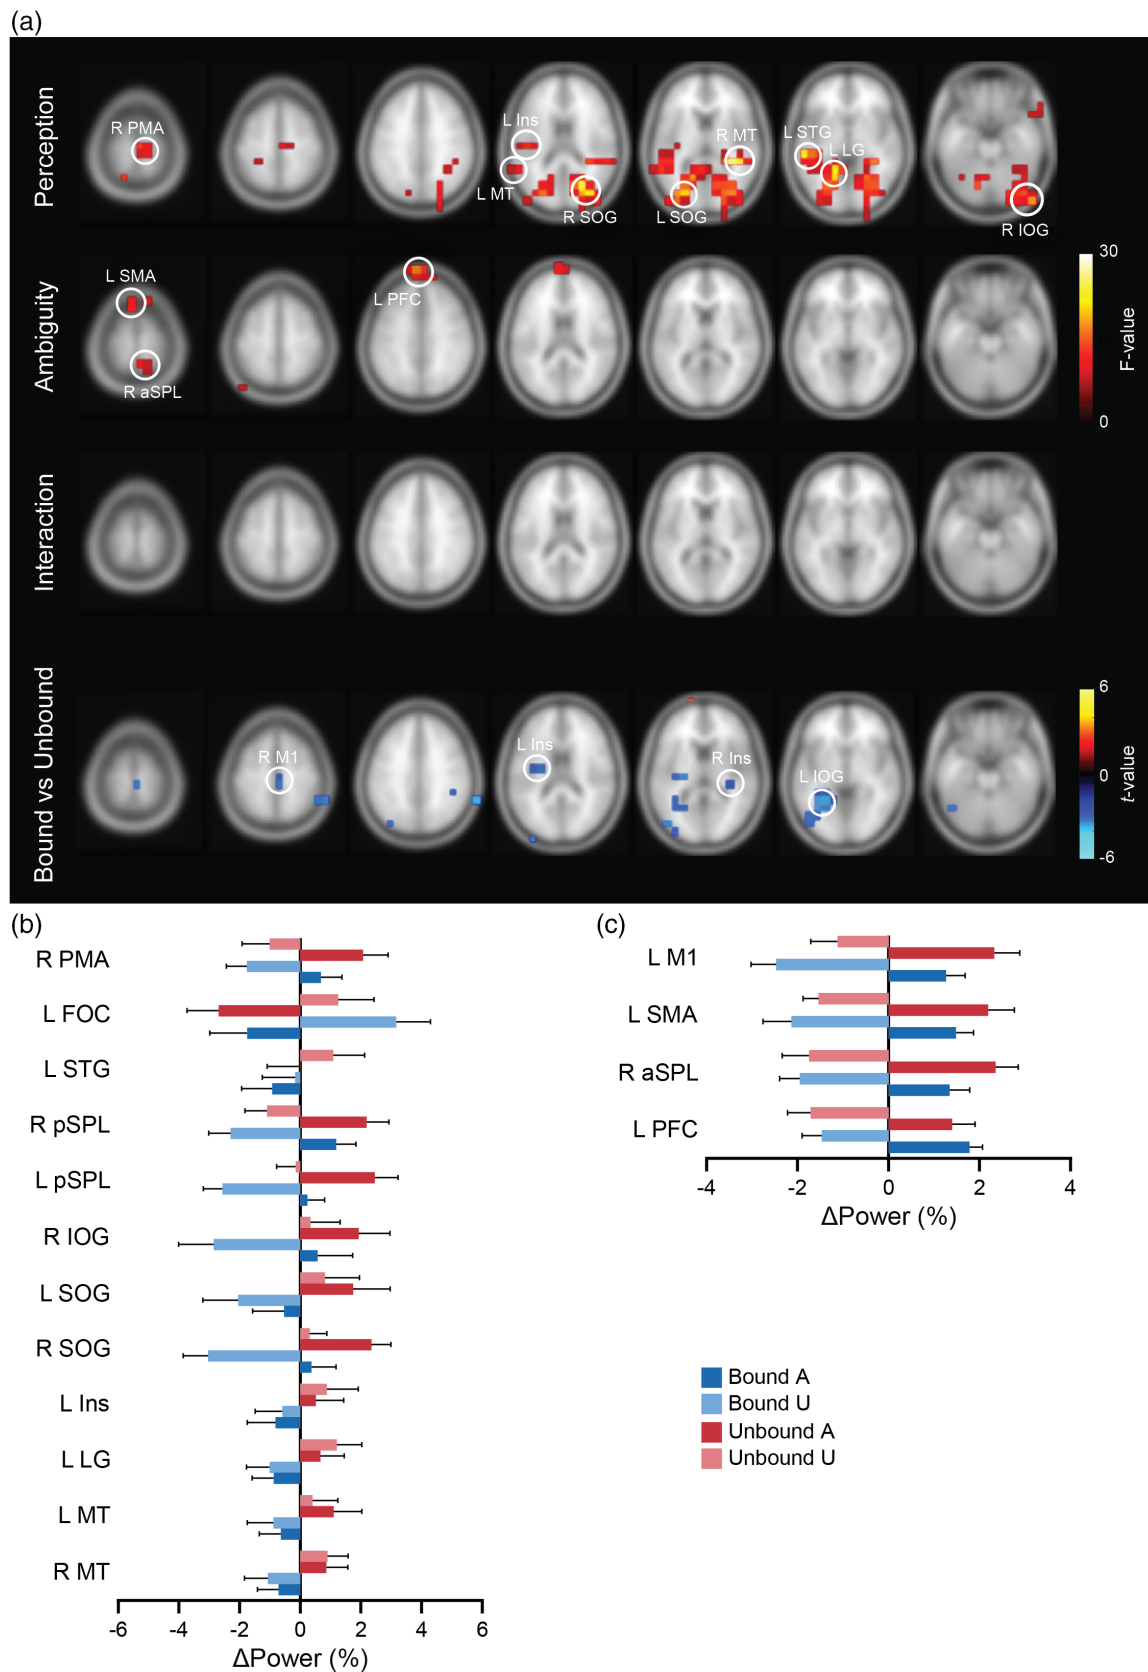 (a)
Perception
R PMA
L Ins
L MT
R SOG
R MT
L SOG
L STG
L LG
R IOG
Ambiguity
L SMA
R aSPL
L PFC
30
F-value
0
Interaction
Bound vs Unbound
R M1
L Ins
R Ins
L IOG
6
0
t-value
-6
(b)
R PMA
L FOC
L STG
R pSPL
L pSPL
R IOG
L SOG
R SOG
L Ins
L LG
L MT
R MT
-6 -4 -2 0 2 4 6
ΔPower (%)
(c)
L M1
L SMA
R aSPL
L PFC
-4 -2 0 2 4
ΔPower (%)
Bound A
Bound U
Unbound A
Unbound U